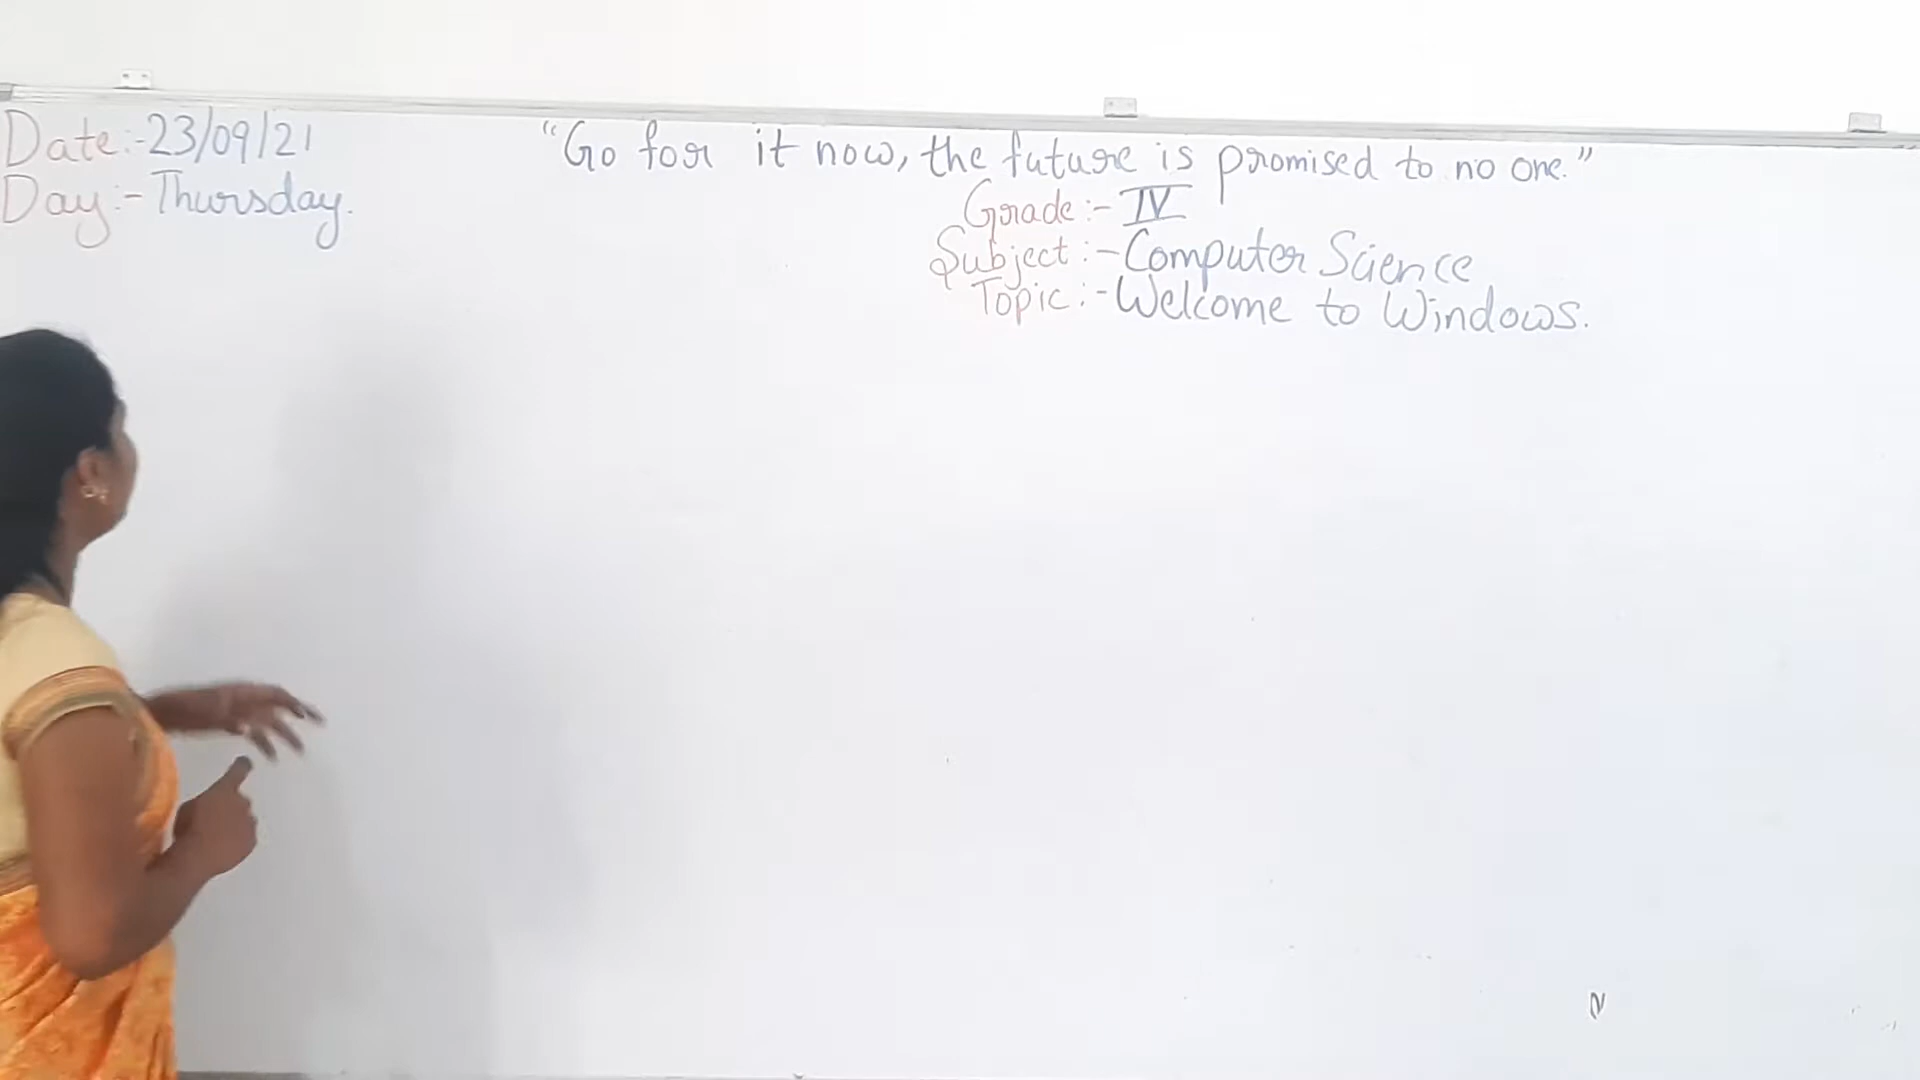 Date:-23/09/21
"Go for it now, the future is promised to no one."
Day:-Thursday.
Grade:-IV
Subject:-Computer Science
Topic:-Welcome to Windows.